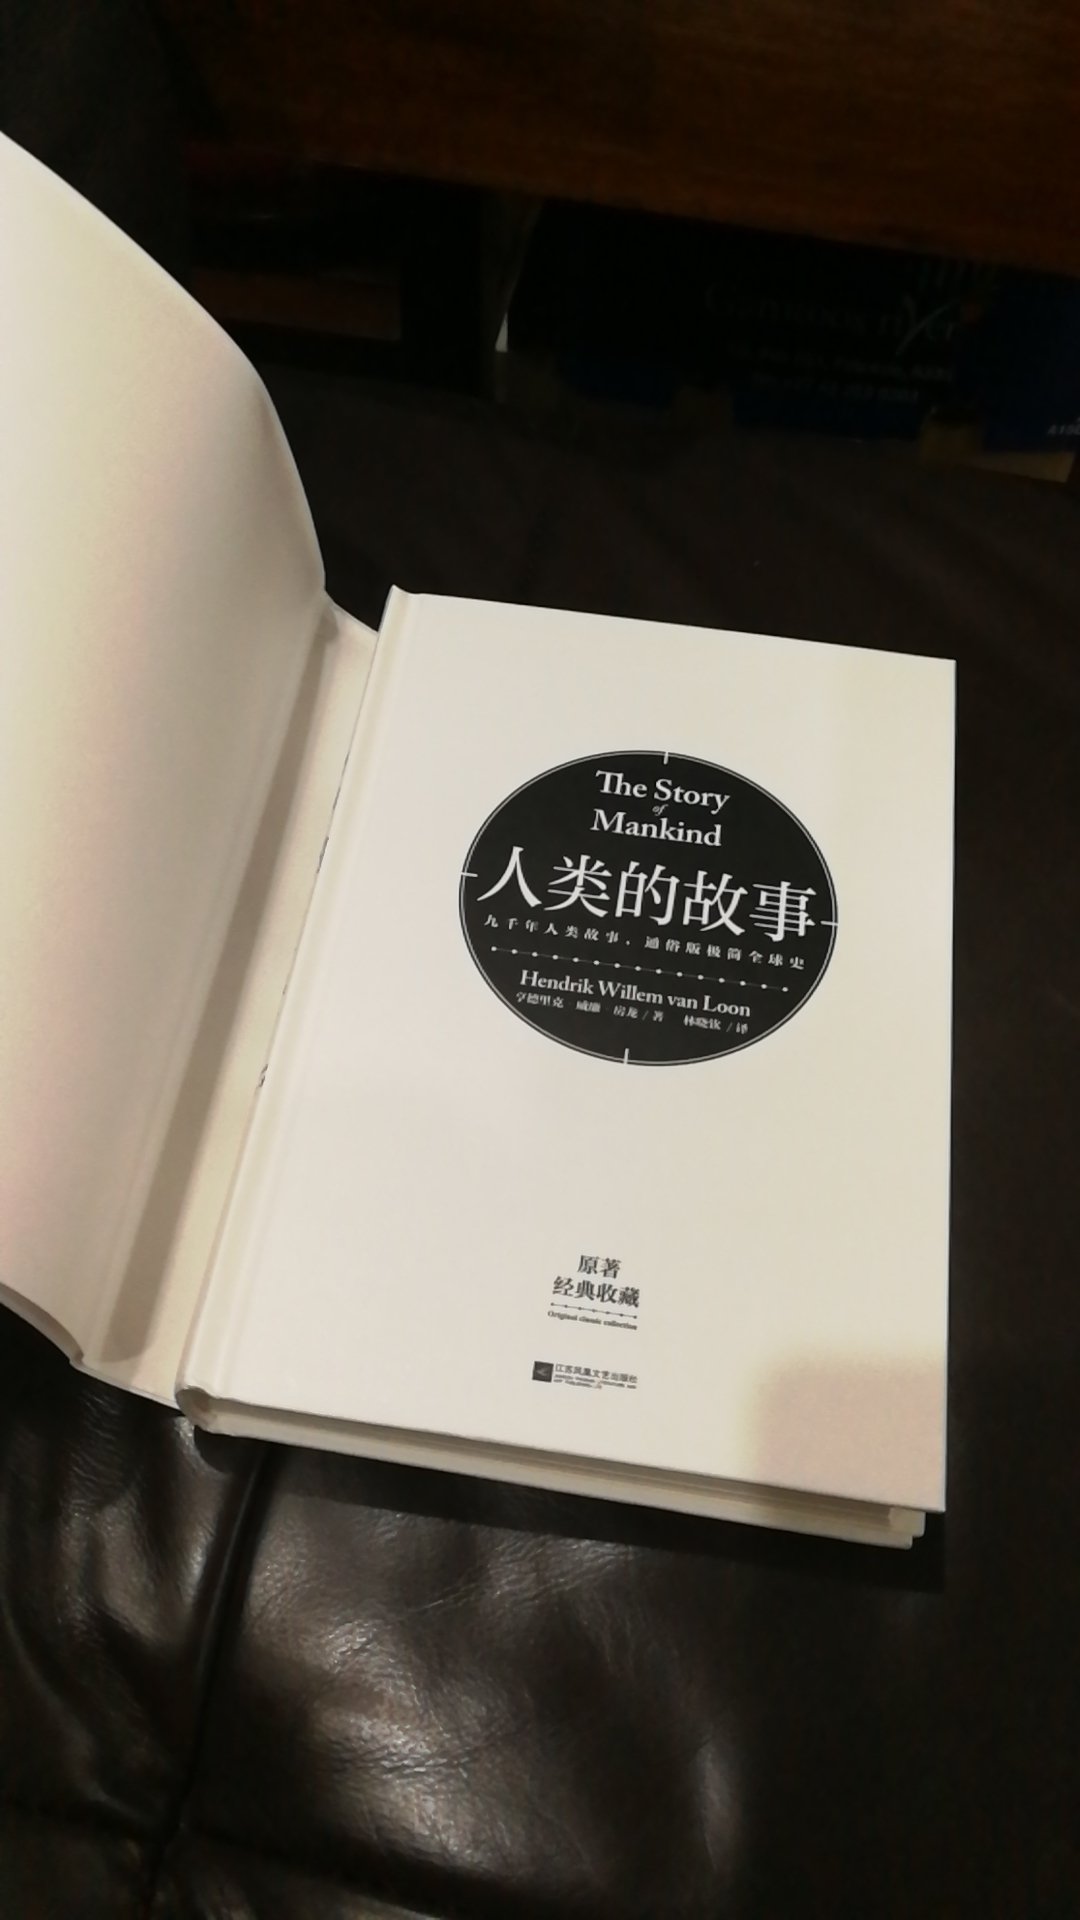 The Story
of
Mankind
人类的故事
九千年人类故事，通俗版极简全球史
Hendrik Willem van Loon
亨德里克·威廉·房龙/著 林晓钦/译
原著
经典收藏
Original classic collection
江苏凤凰文艺出版社